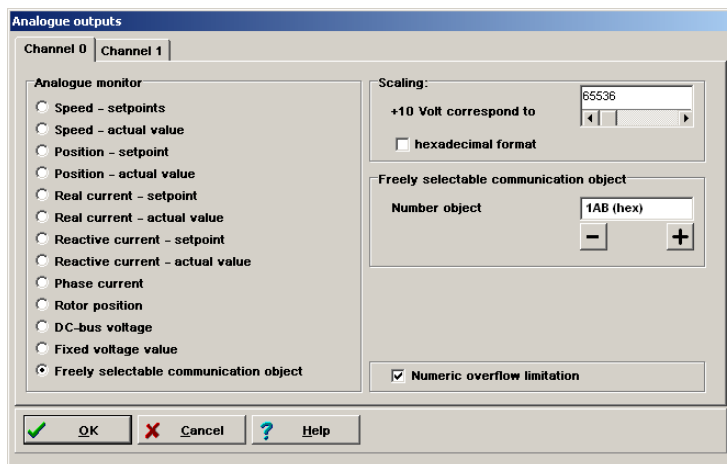 Analogue outputs
Channel 0
Channel 1
Analogue monitor
Speed – setpoints
Speed – actual value
Position – setpoint
Position – actual value
Real current – setpoint
Real current – actual value
Reactive current – setpoint
Reactive current – actual value
Phase current
Rotor position
DC-bus voltage
Fixed voltage value
Freely selectable communication object
Scaling:
+10 Volt correspond to
65536
hexadecimal format
Freely selectable communication object
Number object
1AB (hex)
Numeric overflow limitation
OK
Cancel
Help